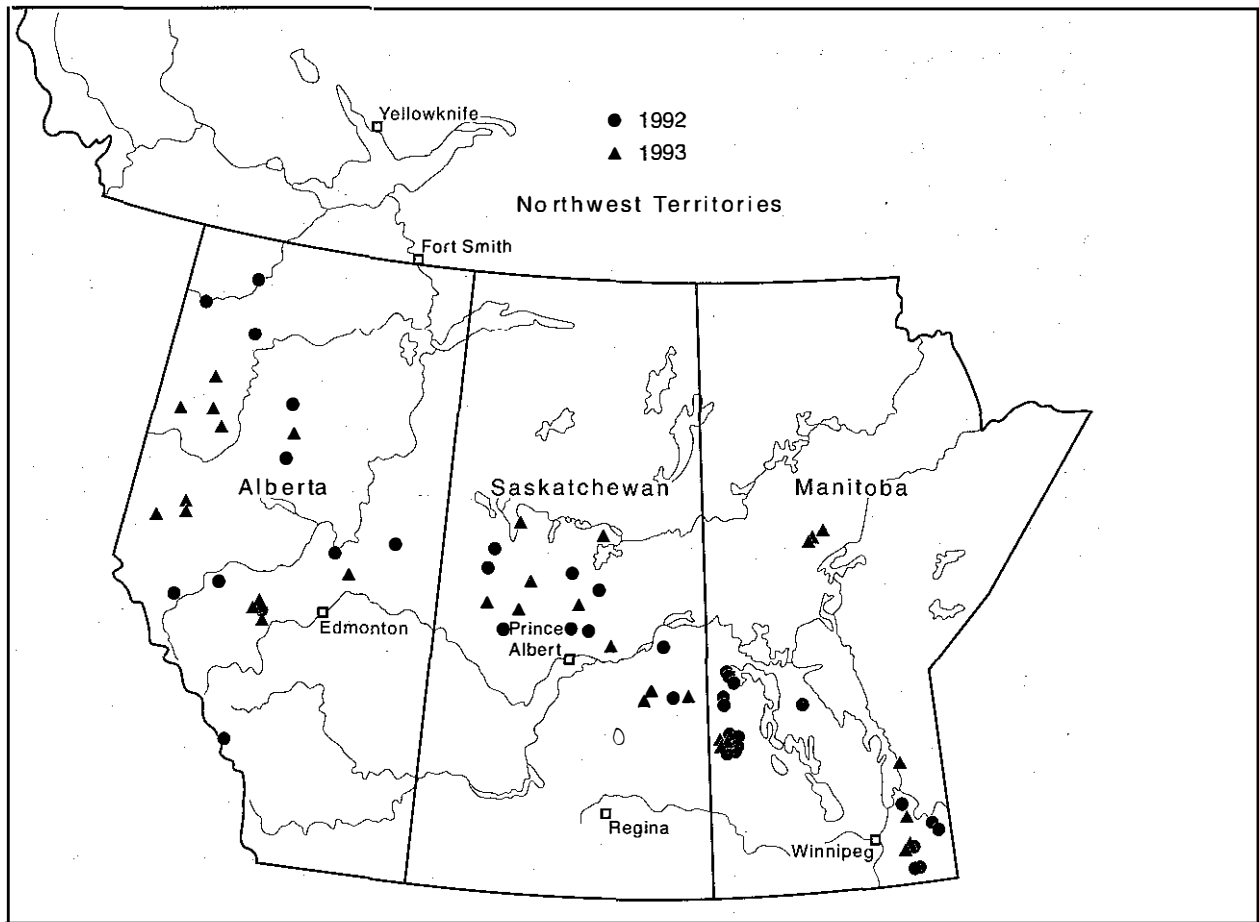 Yellowknife
1992
1993
Northwest Territories
Fort Smith
Alberta
Saskatchewan
Manitoba
Edmonton
Prince
Albert
Regina
Winnipeg